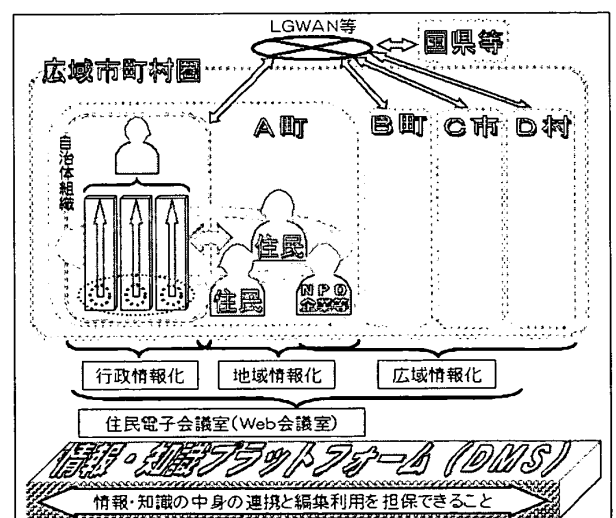 LGWAN等
国県等
広域市町村圏
A町
B町
C市
D村
自治体組織
住民
住民
NPO
企業等
行政情報化
地域情報化
広域情報化
住民電子会議室(Web会議室)
情報・知識プラットフォーム(DMS)
情報・知識の中身の連携と編集利用を担保できること